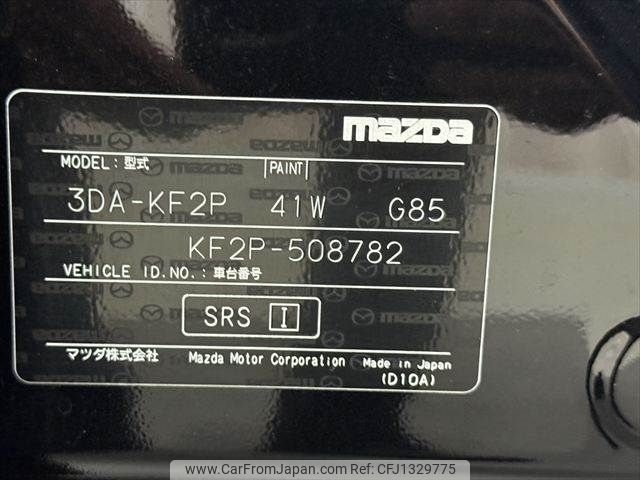 mazda
MODEL：型式 PAINT
3DA-KF2P 41W G85
KF2P-508782
VEHICLE ID.NO.：車台番号
SRS I
マツダ株式会社 Mazda Motor Corporation Made in Japan
(D10A)
www.CarFromJapan.com - CFJ1329775